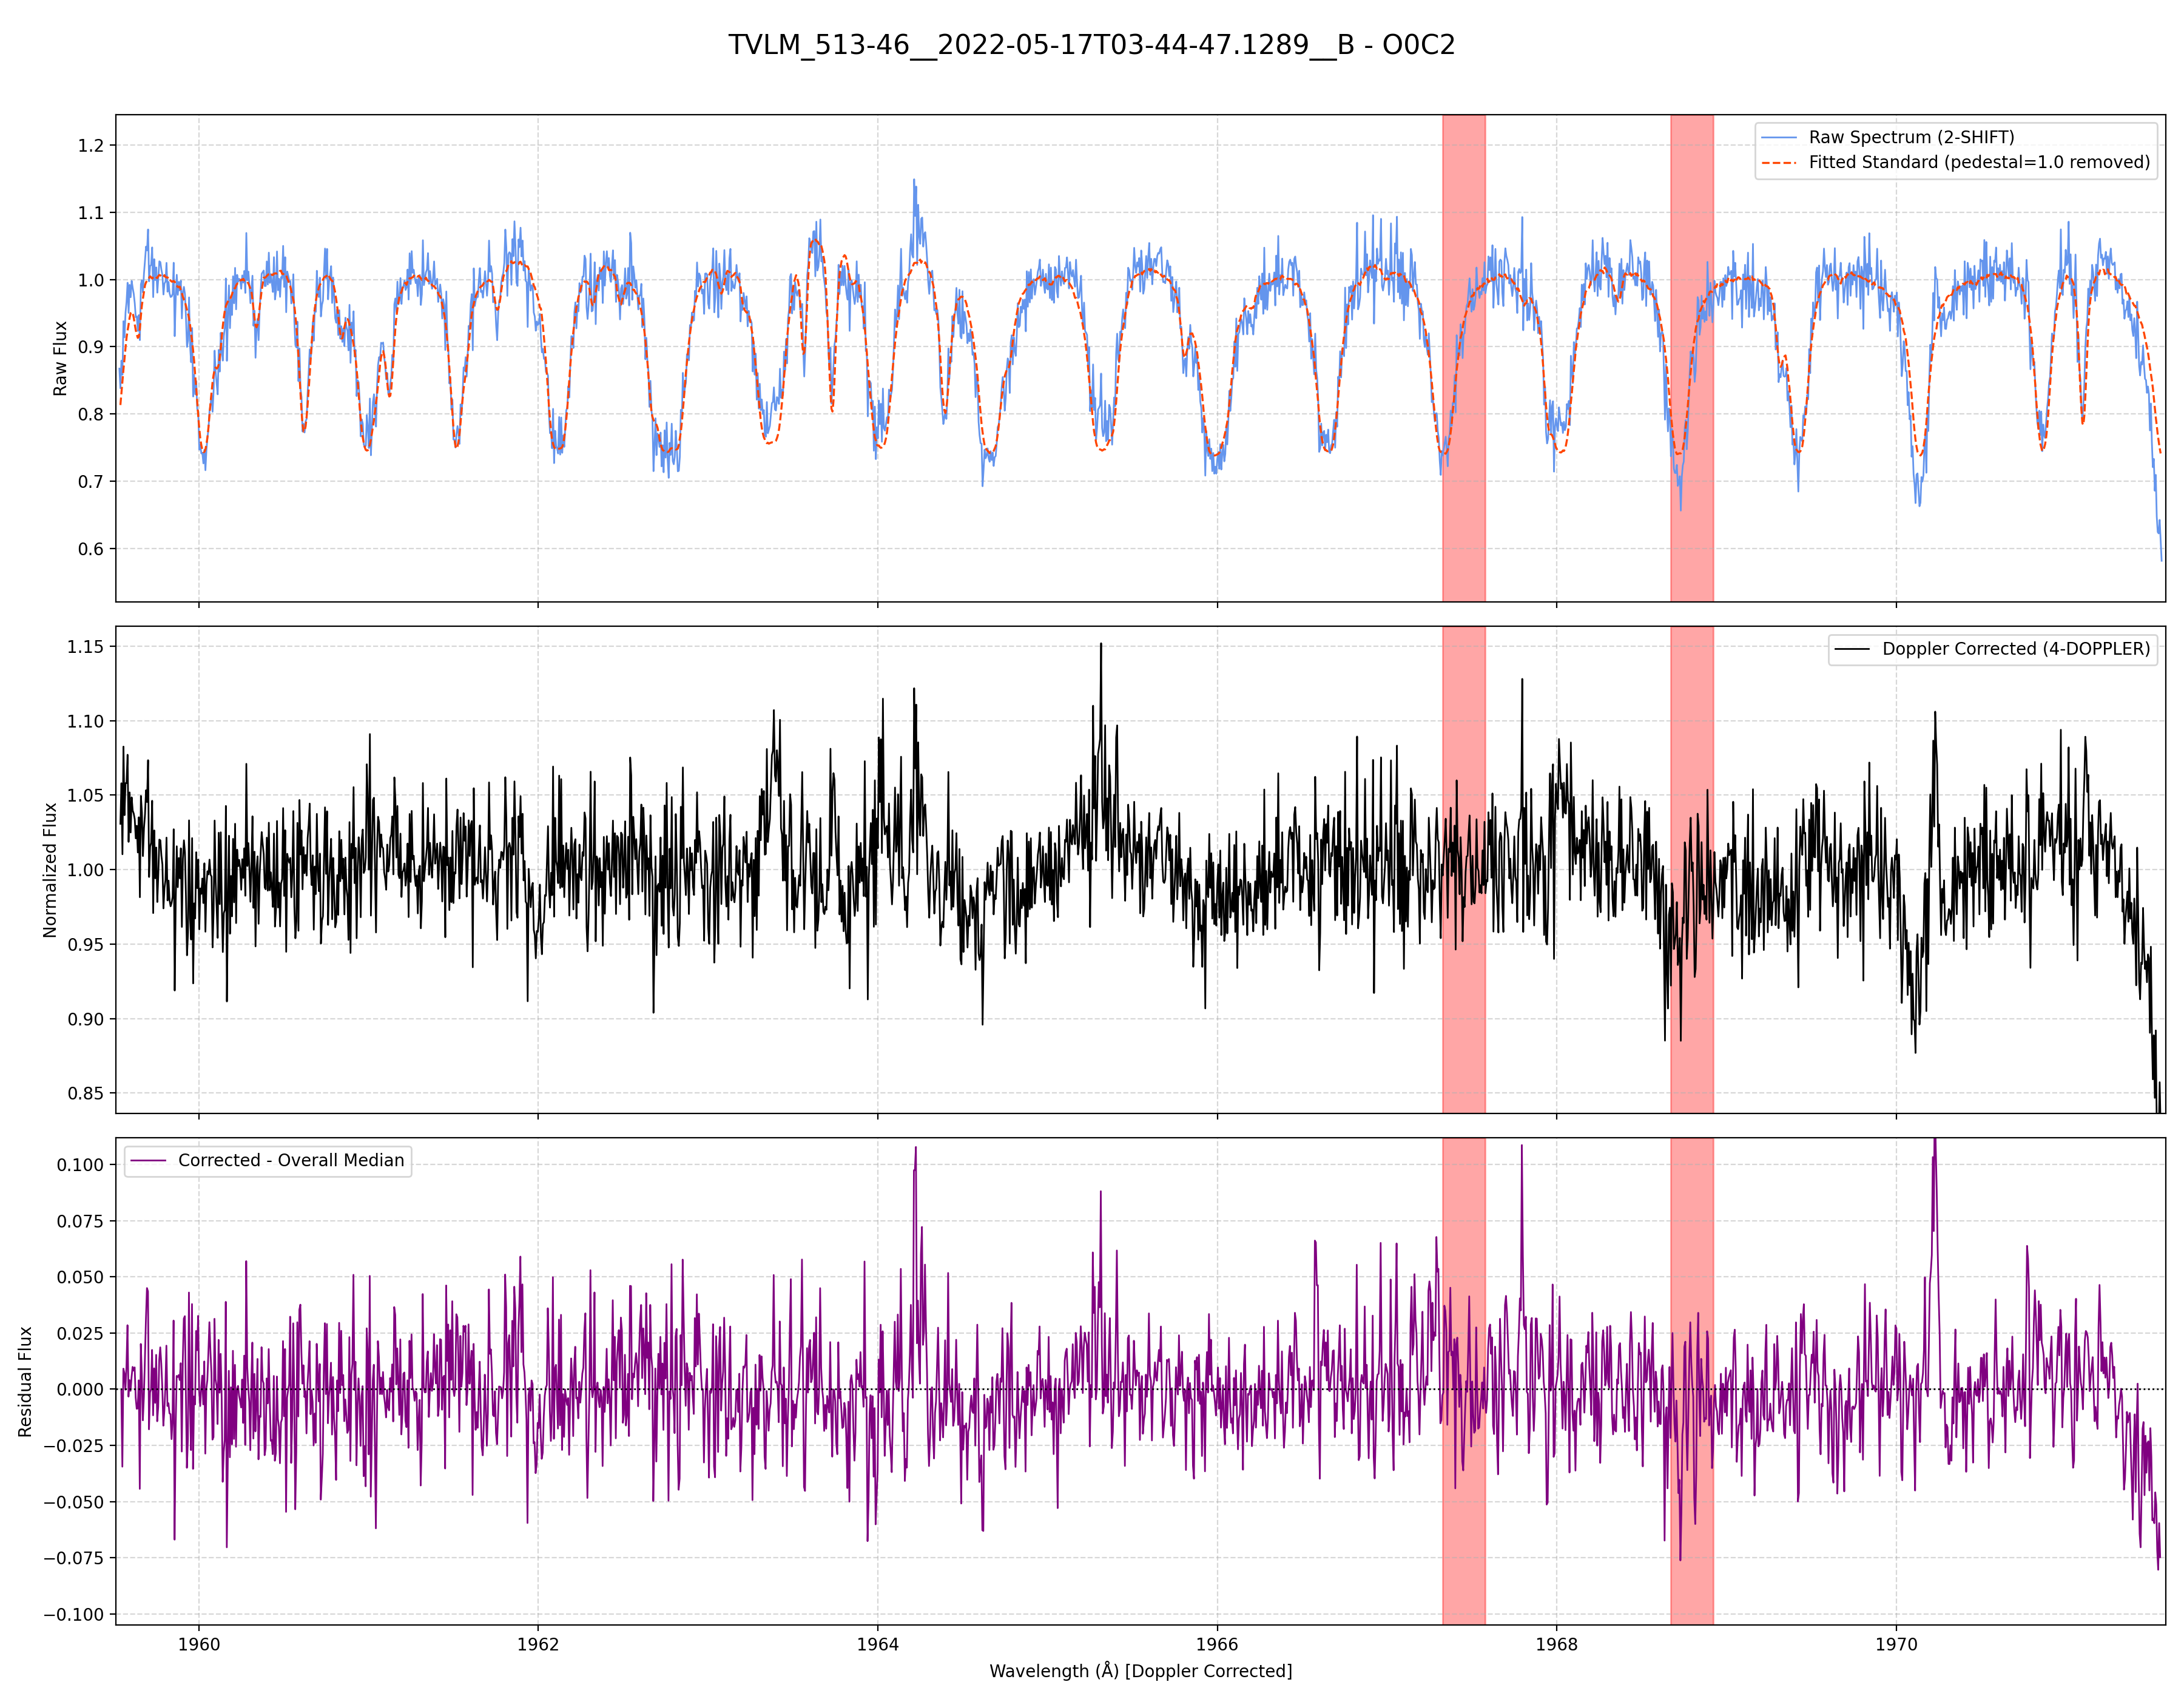 TVLM_513-46__2022-05-17T03-44-47.1289__B - O0C2
1.2
1.1
1.0
0.9
0.8
0.7
0.6
Raw Flux
Raw Spectrum (2-SHIFT)
Fitted Standard (pedestal=1.0 removed)
1.15
1.10
1.05
1.00
0.95
0.90
0.85
Normalized Flux
Doppler Corrected (4-DOPPLER)
0.100
0.075
0.050
0.025
0.000
−0.025
−0.050
−0.075
−0.100
Residual Flux
Corrected - Overall Median
1960 1962 1964 1966 1968 1970
Wavelength (Å) [Doppler Corrected]